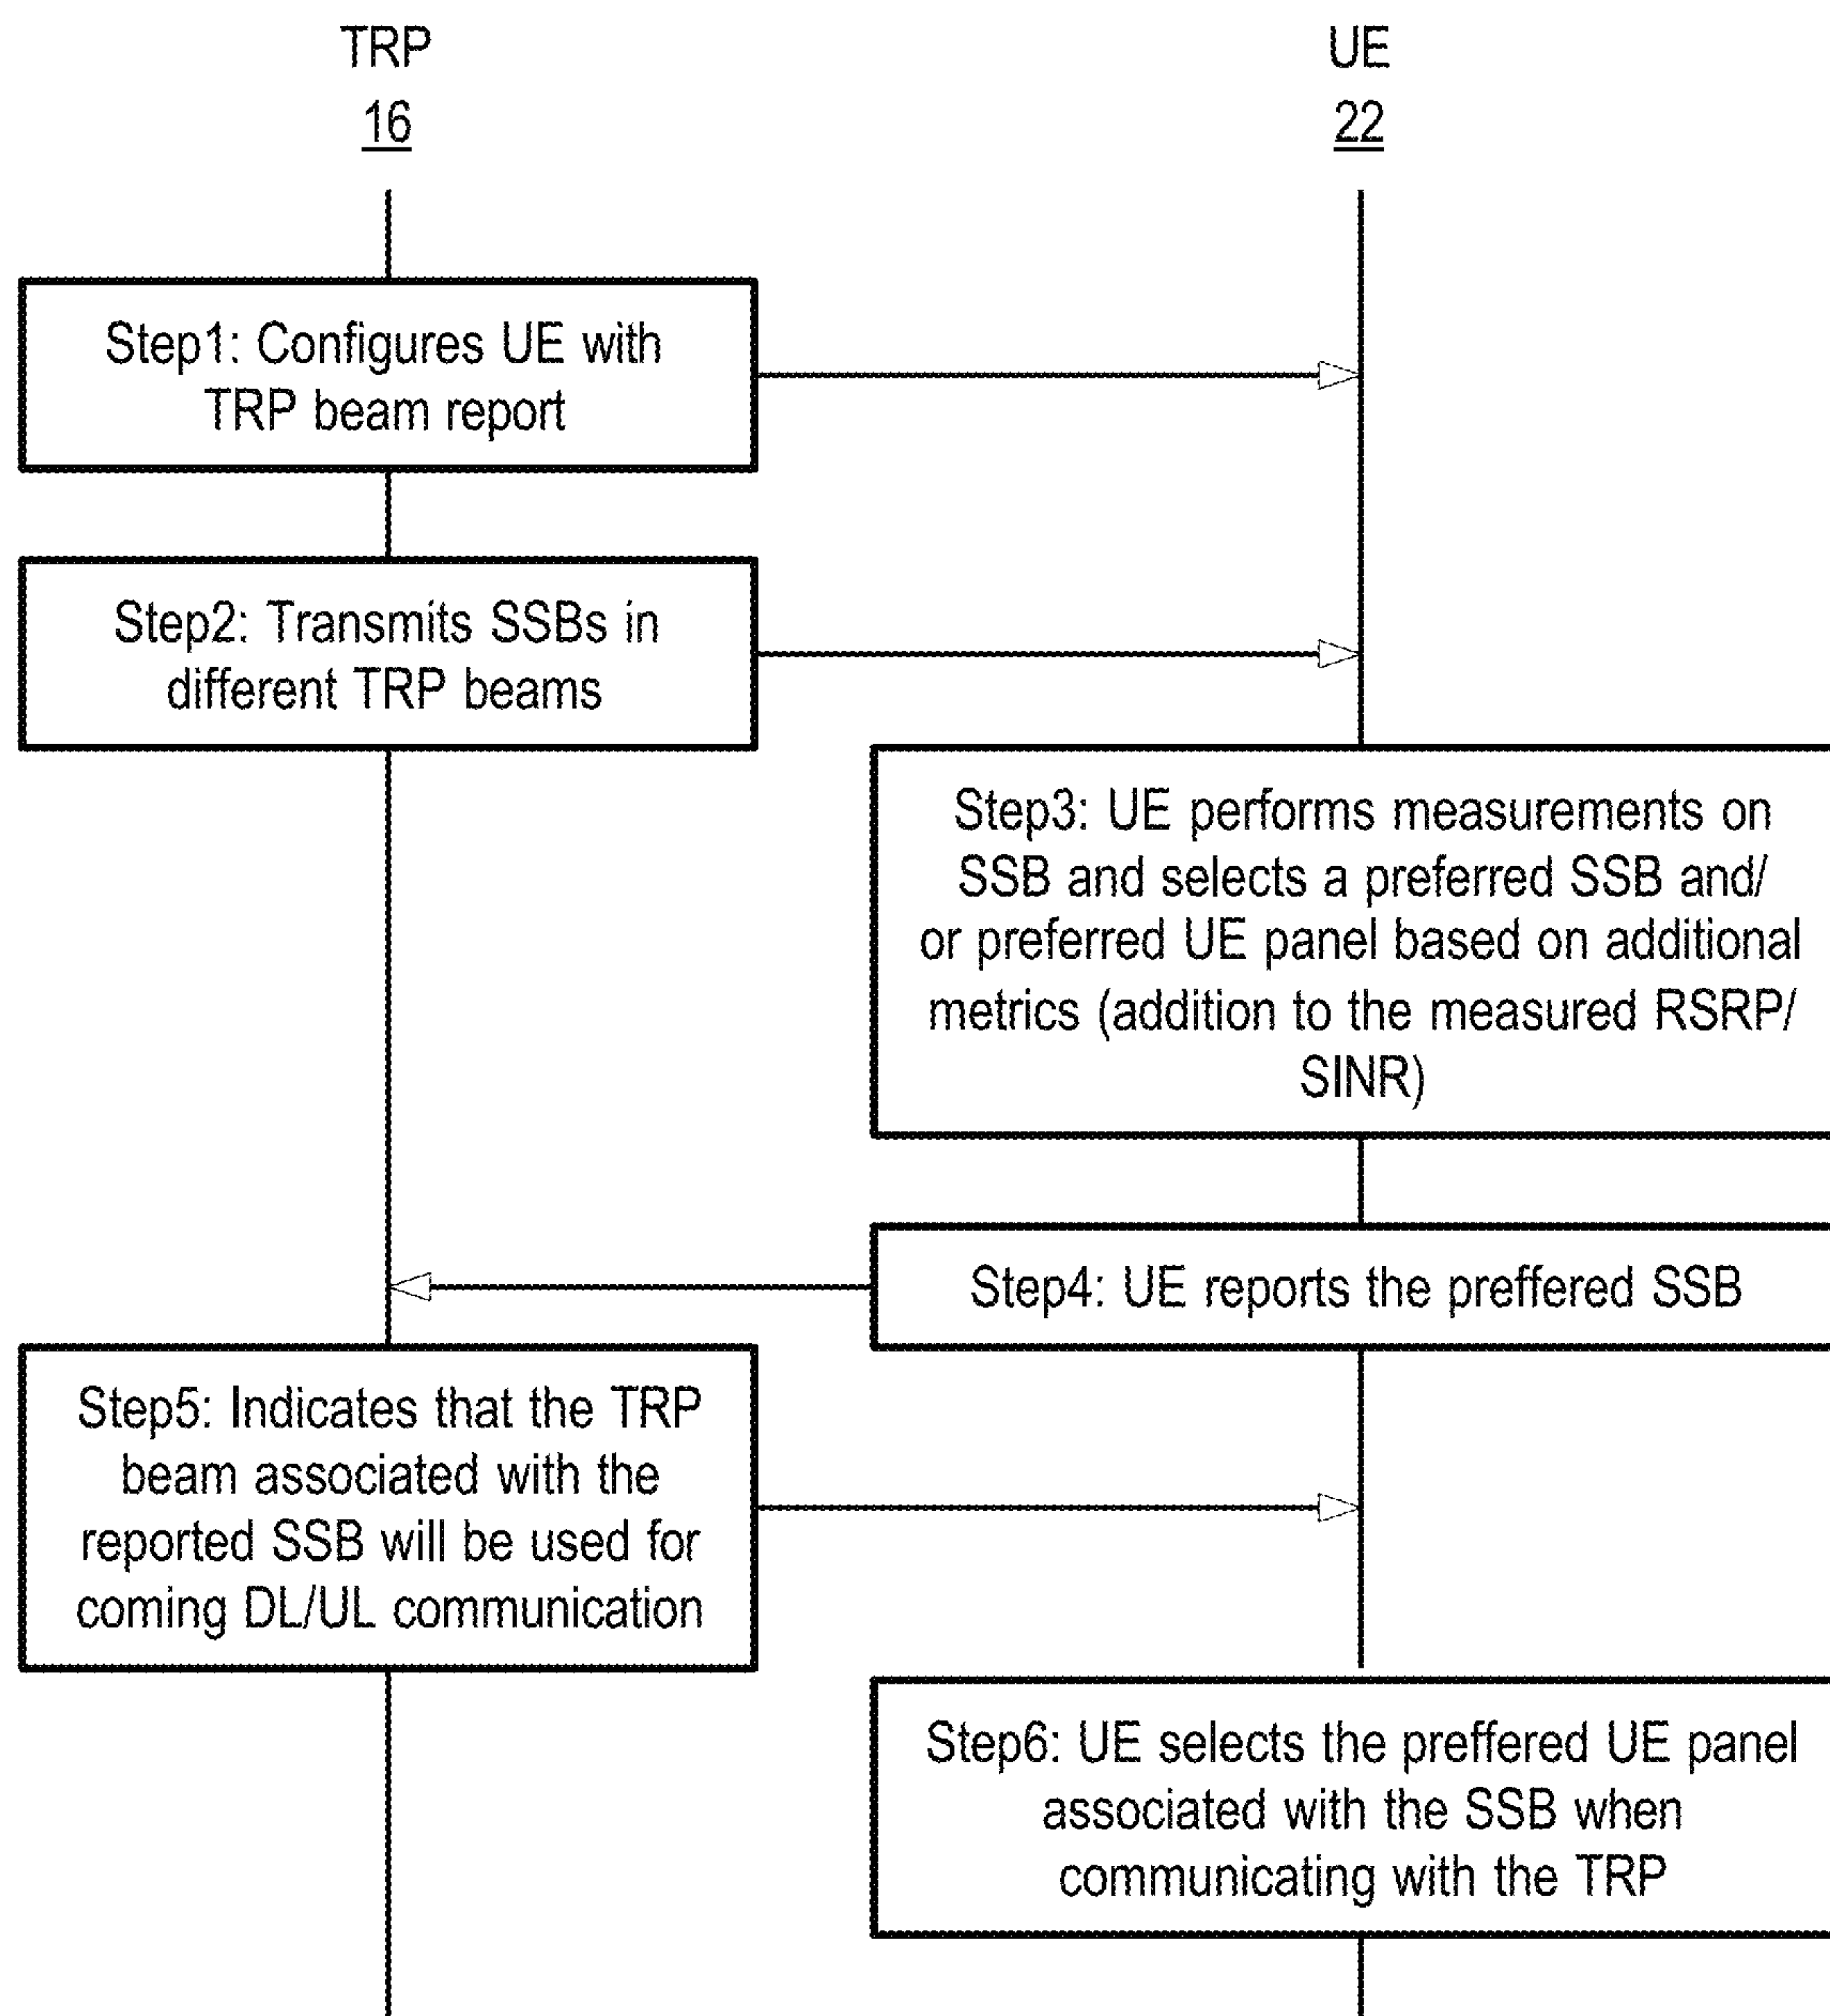 TRP
16
UE
22
Step1: Configures UE with
TRP beam report
Step2: Transmits SSBs in
different TRP beams
Step3: UE performs measurements on
SSB and selects a preferred SSB and/
or preferred UE panel based on additional
metrics (addition to the measured RSRP/
SINR)
Step4: UE reports the preffered SSB
Step5: Indicates that the TRP
beam associated with the
reported SSB will be used for
coming DL/UL communication
Step6: UE selects the preffered UE panel
associated with the SSB when
communicating with the TRP